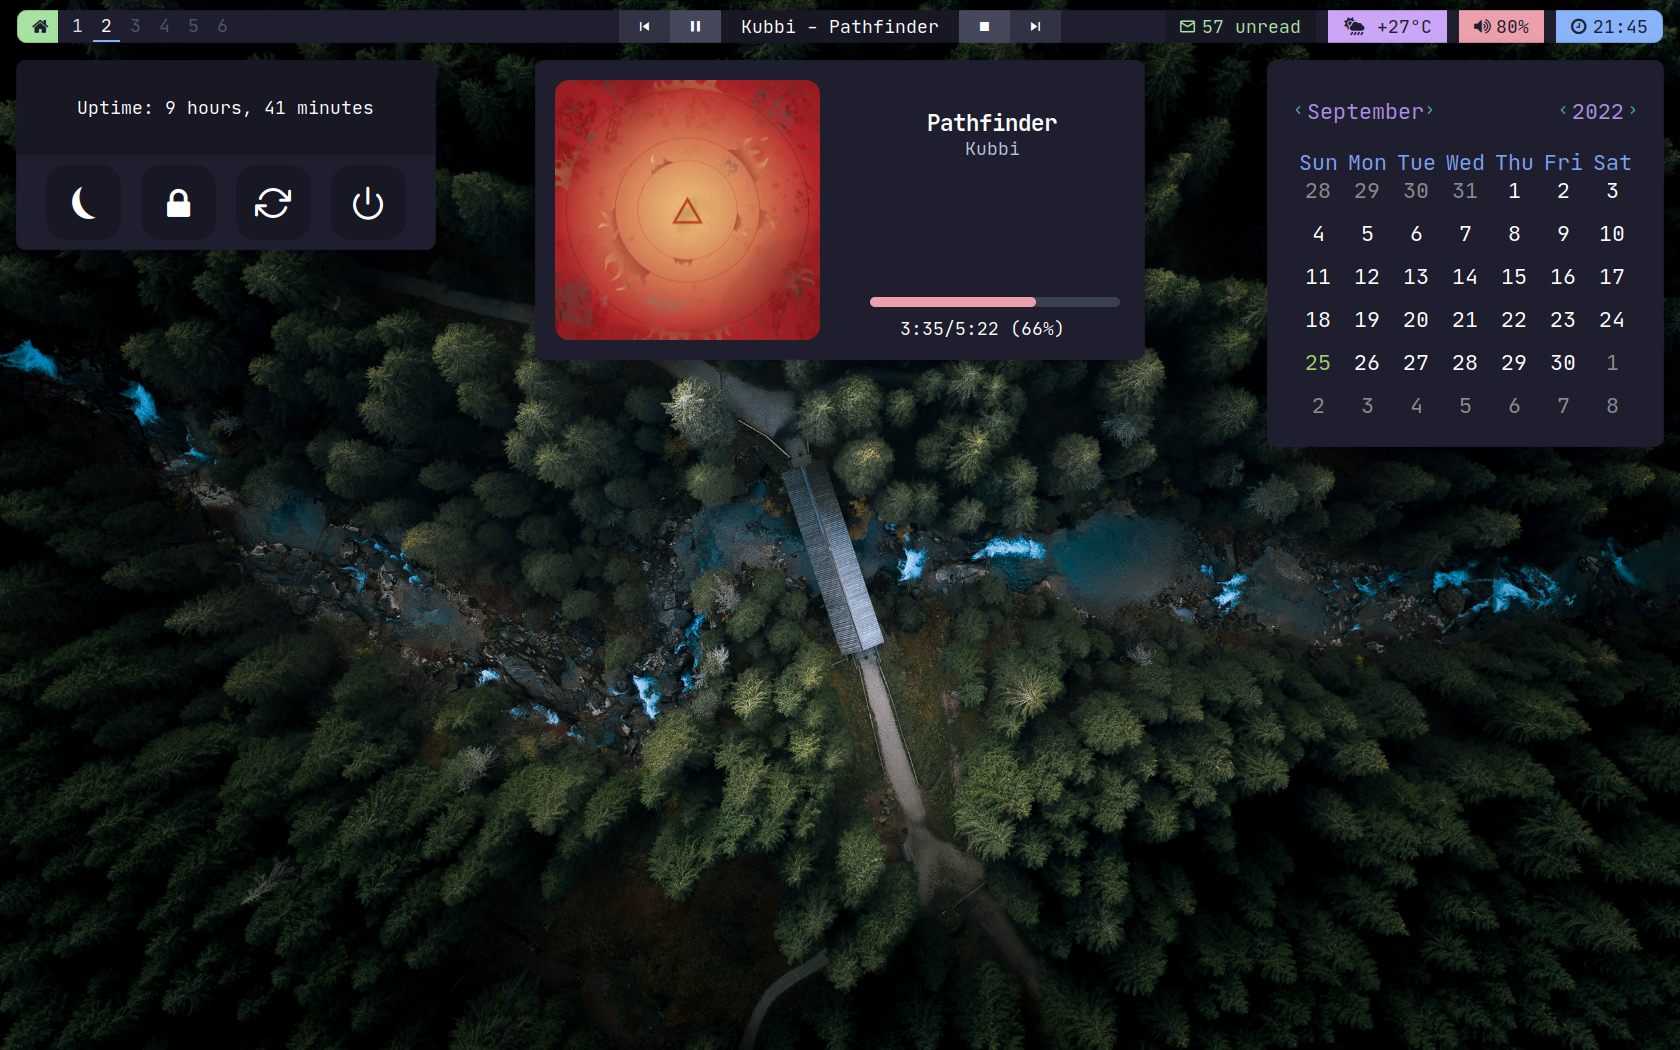 1 2 3 4 5 6
Kubbi - Pathfinder
57 unread
+27°C
80%
21:45
Uptime: 9 hours, 41 minutes
Pathfinder
Kubbi
3:35/5:22 (66%)
‹ September › ‹ 2022 ›
Sun Mon Tue Wed Thu Fri Sat
28 29 30 31 1 2 3
4 5 6 7 8 9 10
11 12 13 14 15 16 17
18 19 20 21 22 23 24
25 26 27 28 29 30 1
2 3 4 5 6 7 8